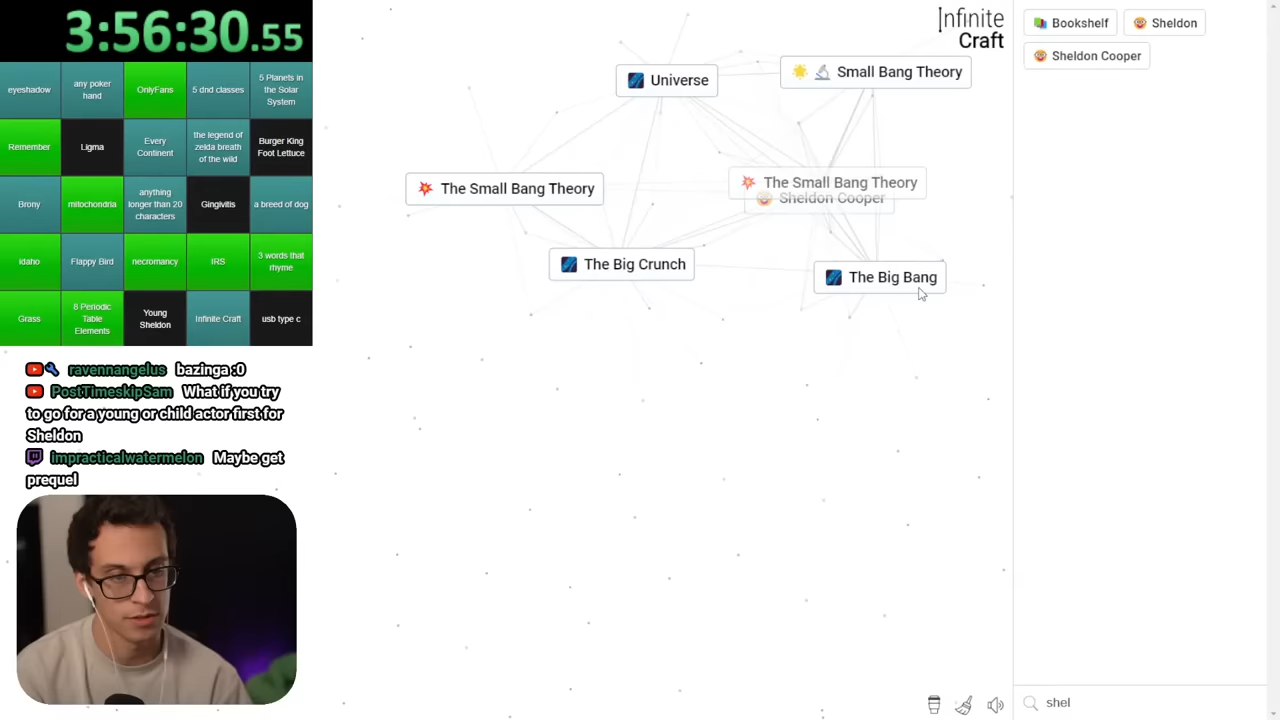 3:56:30.55
eyeshadow
any poker
hand
OnlyFans
5 dnd classes
5 Planets in
the Solar
System
Remember
Ligma
Every
Continent
the legend of
zelda breath
of the wild
Burger King
Foot Lettuce
Brony
mitochondria
anything
longer than 20
characters
Gingivitis
a breed of dog
idaho
Flappy Bird
necromancy
IRS
3 words that
rhyme
Grass
8 Periodic
Table
Elements
Young
Sheldon
Infinite Craft
usb type c
ravennangelus bazinga :0
PostTimeskipSam What if you try
to go for a young or child actor first for
Sheldon
impracticalwatermelon Maybe get
prequel
Infinite
Craft
Universe
Small Bang Theory
The Small Bang Theory
The Small Bang Theory
Sheldon Cooper
The Big Crunch
The Big Bang
Bookshelf
Sheldon
Sheldon Cooper
shel